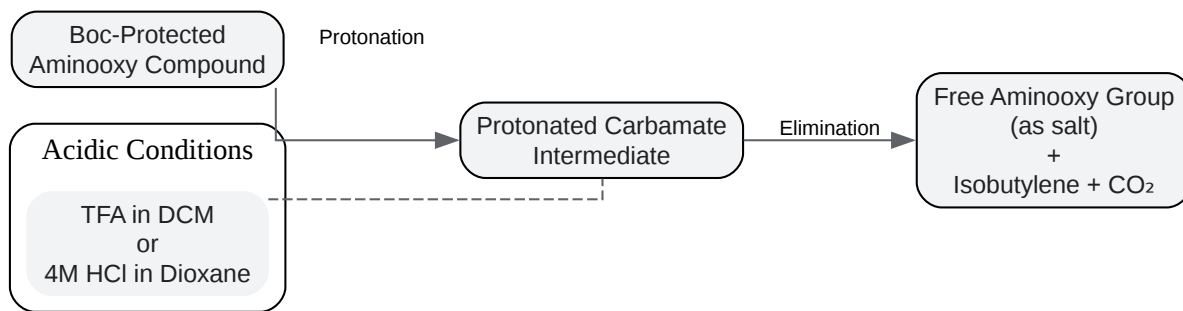 Boc-Protected
Aminooxy Compound
Protonation
Acidic Conditions
TFA in DCM
or
4M HCl in Dioxane
Protonated Carbamate
Intermediate
Elimination
Free Aminooxy Group
(as salt)
+
Isobutylene + CO₂